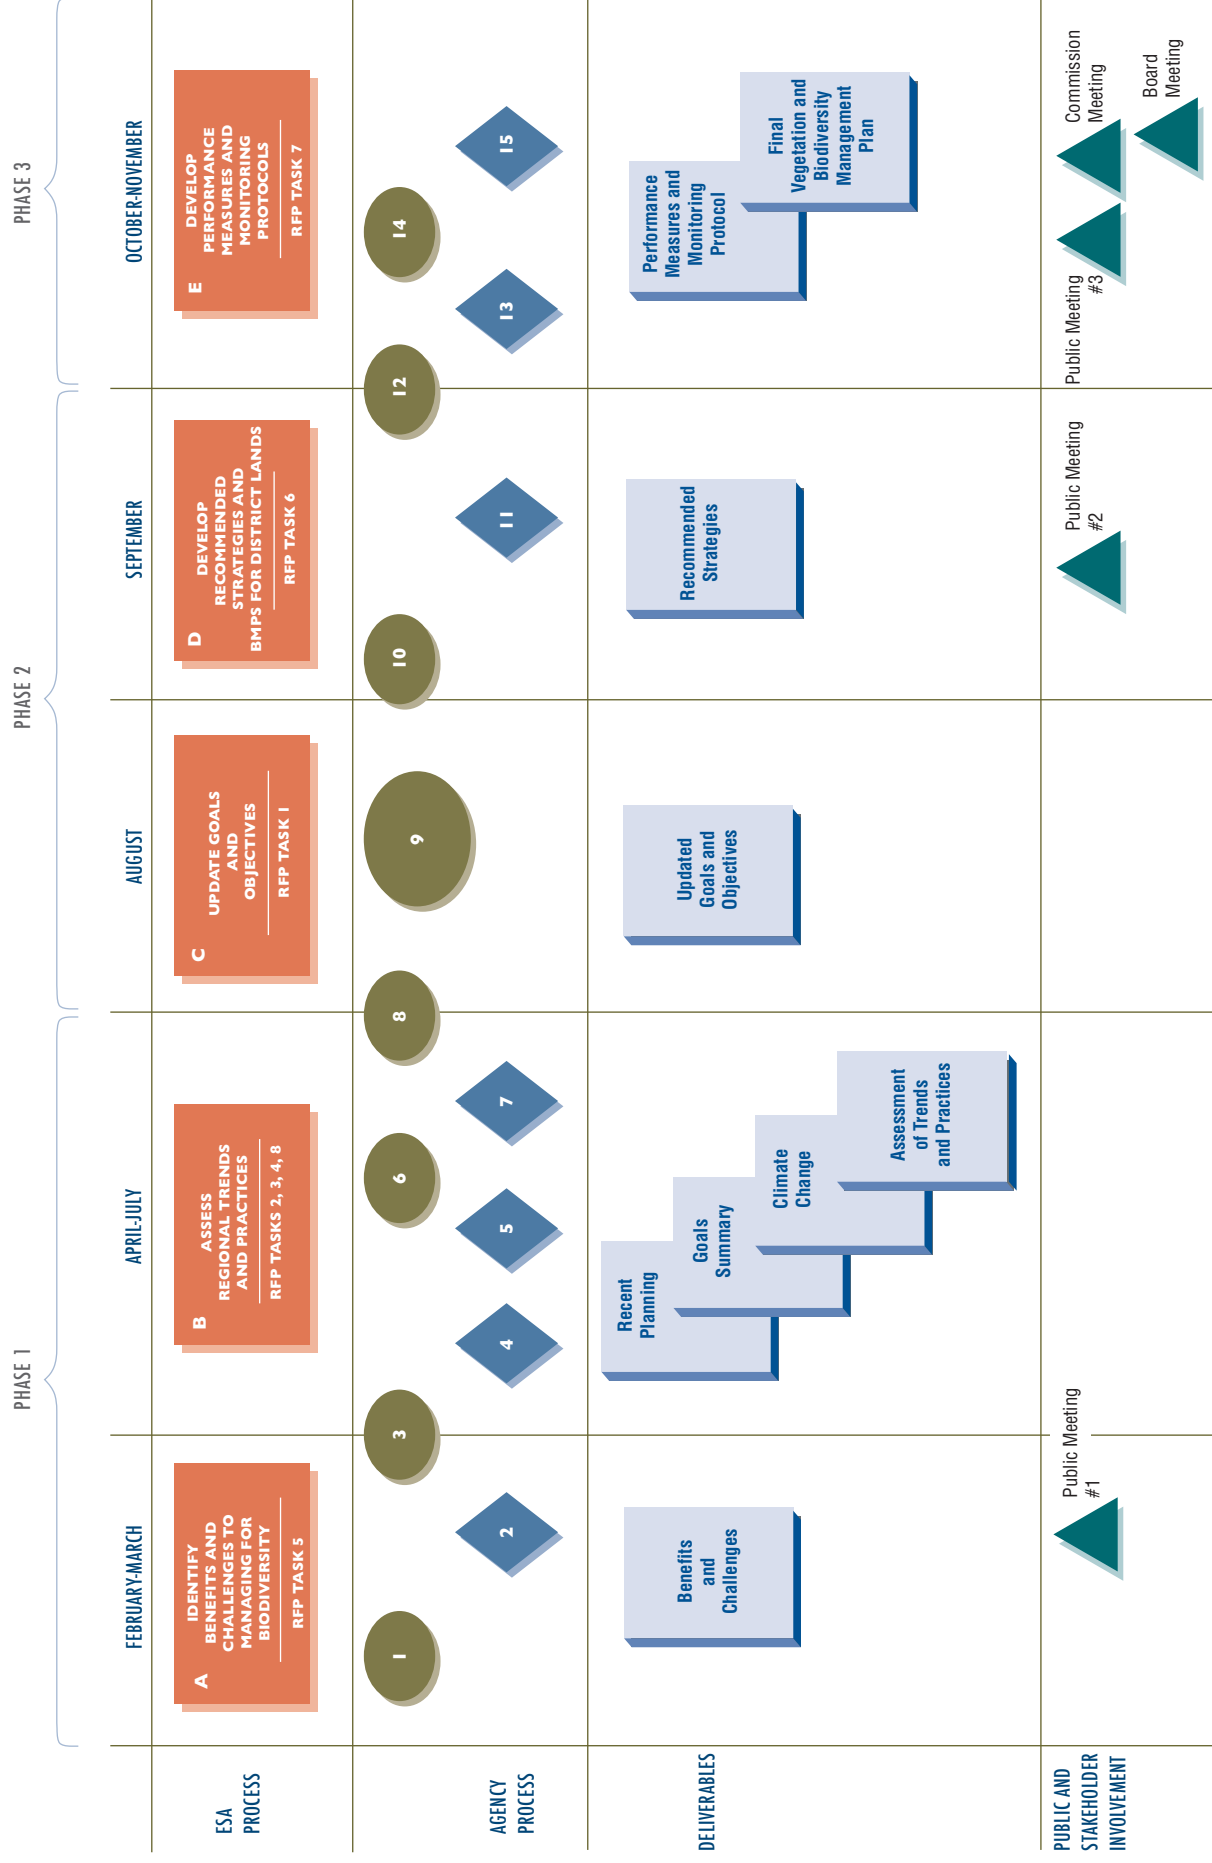 PHASE 1
PHASE 2
PHASE 3
FEBRUARY-MARCH
APRIL-JULY
AUGUST
SEPTEMBER
OCTOBER-NOVEMBER
ESA
PROCESS
A
IDENTIFY
BENEFITS AND
CHALLENGES TO
MANAGING FOR
BIODIVERSITY
RFP TASK 5
B
ASSESS
REGIONAL TRENDS
AND PRACTICES
RFP TASKS 2, 3, 4, 8
C
UPDATE GOALS
AND
OBJECTIVES
RFP TASK 1
D
DEVELOP
RECOMMENDED
STRATEGIES AND
BMPS FOR DISTRICT LANDS
RFP TASK 6
E
DEVELOP
PERFORMANCE
MEASURES AND
MONITORING
PROTOCOLS
RFP TASK 7
AGENCY
PROCESS
1
2
3
4
5
6
7
8
9
10
11
12
13
14
15
DELIVERABLES
Benefits
and
Challenges
Recent
Planning
Goals
Summary
Climate
Change
Assessment
of Trends
and Practices
Updated
Goals and
Objectives
Recommended
Strategies
Performance
Measures and
Monitoring
Protocol
Final
Vegetation and
Biodiversity
Management
Plan
PUBLIC AND
STAKEHOLDER
INVOLVEMENT
Public Meeting
#1
Public Meeting
#2
Public Meeting
#3
Commission
Meeting
Board
Meeting